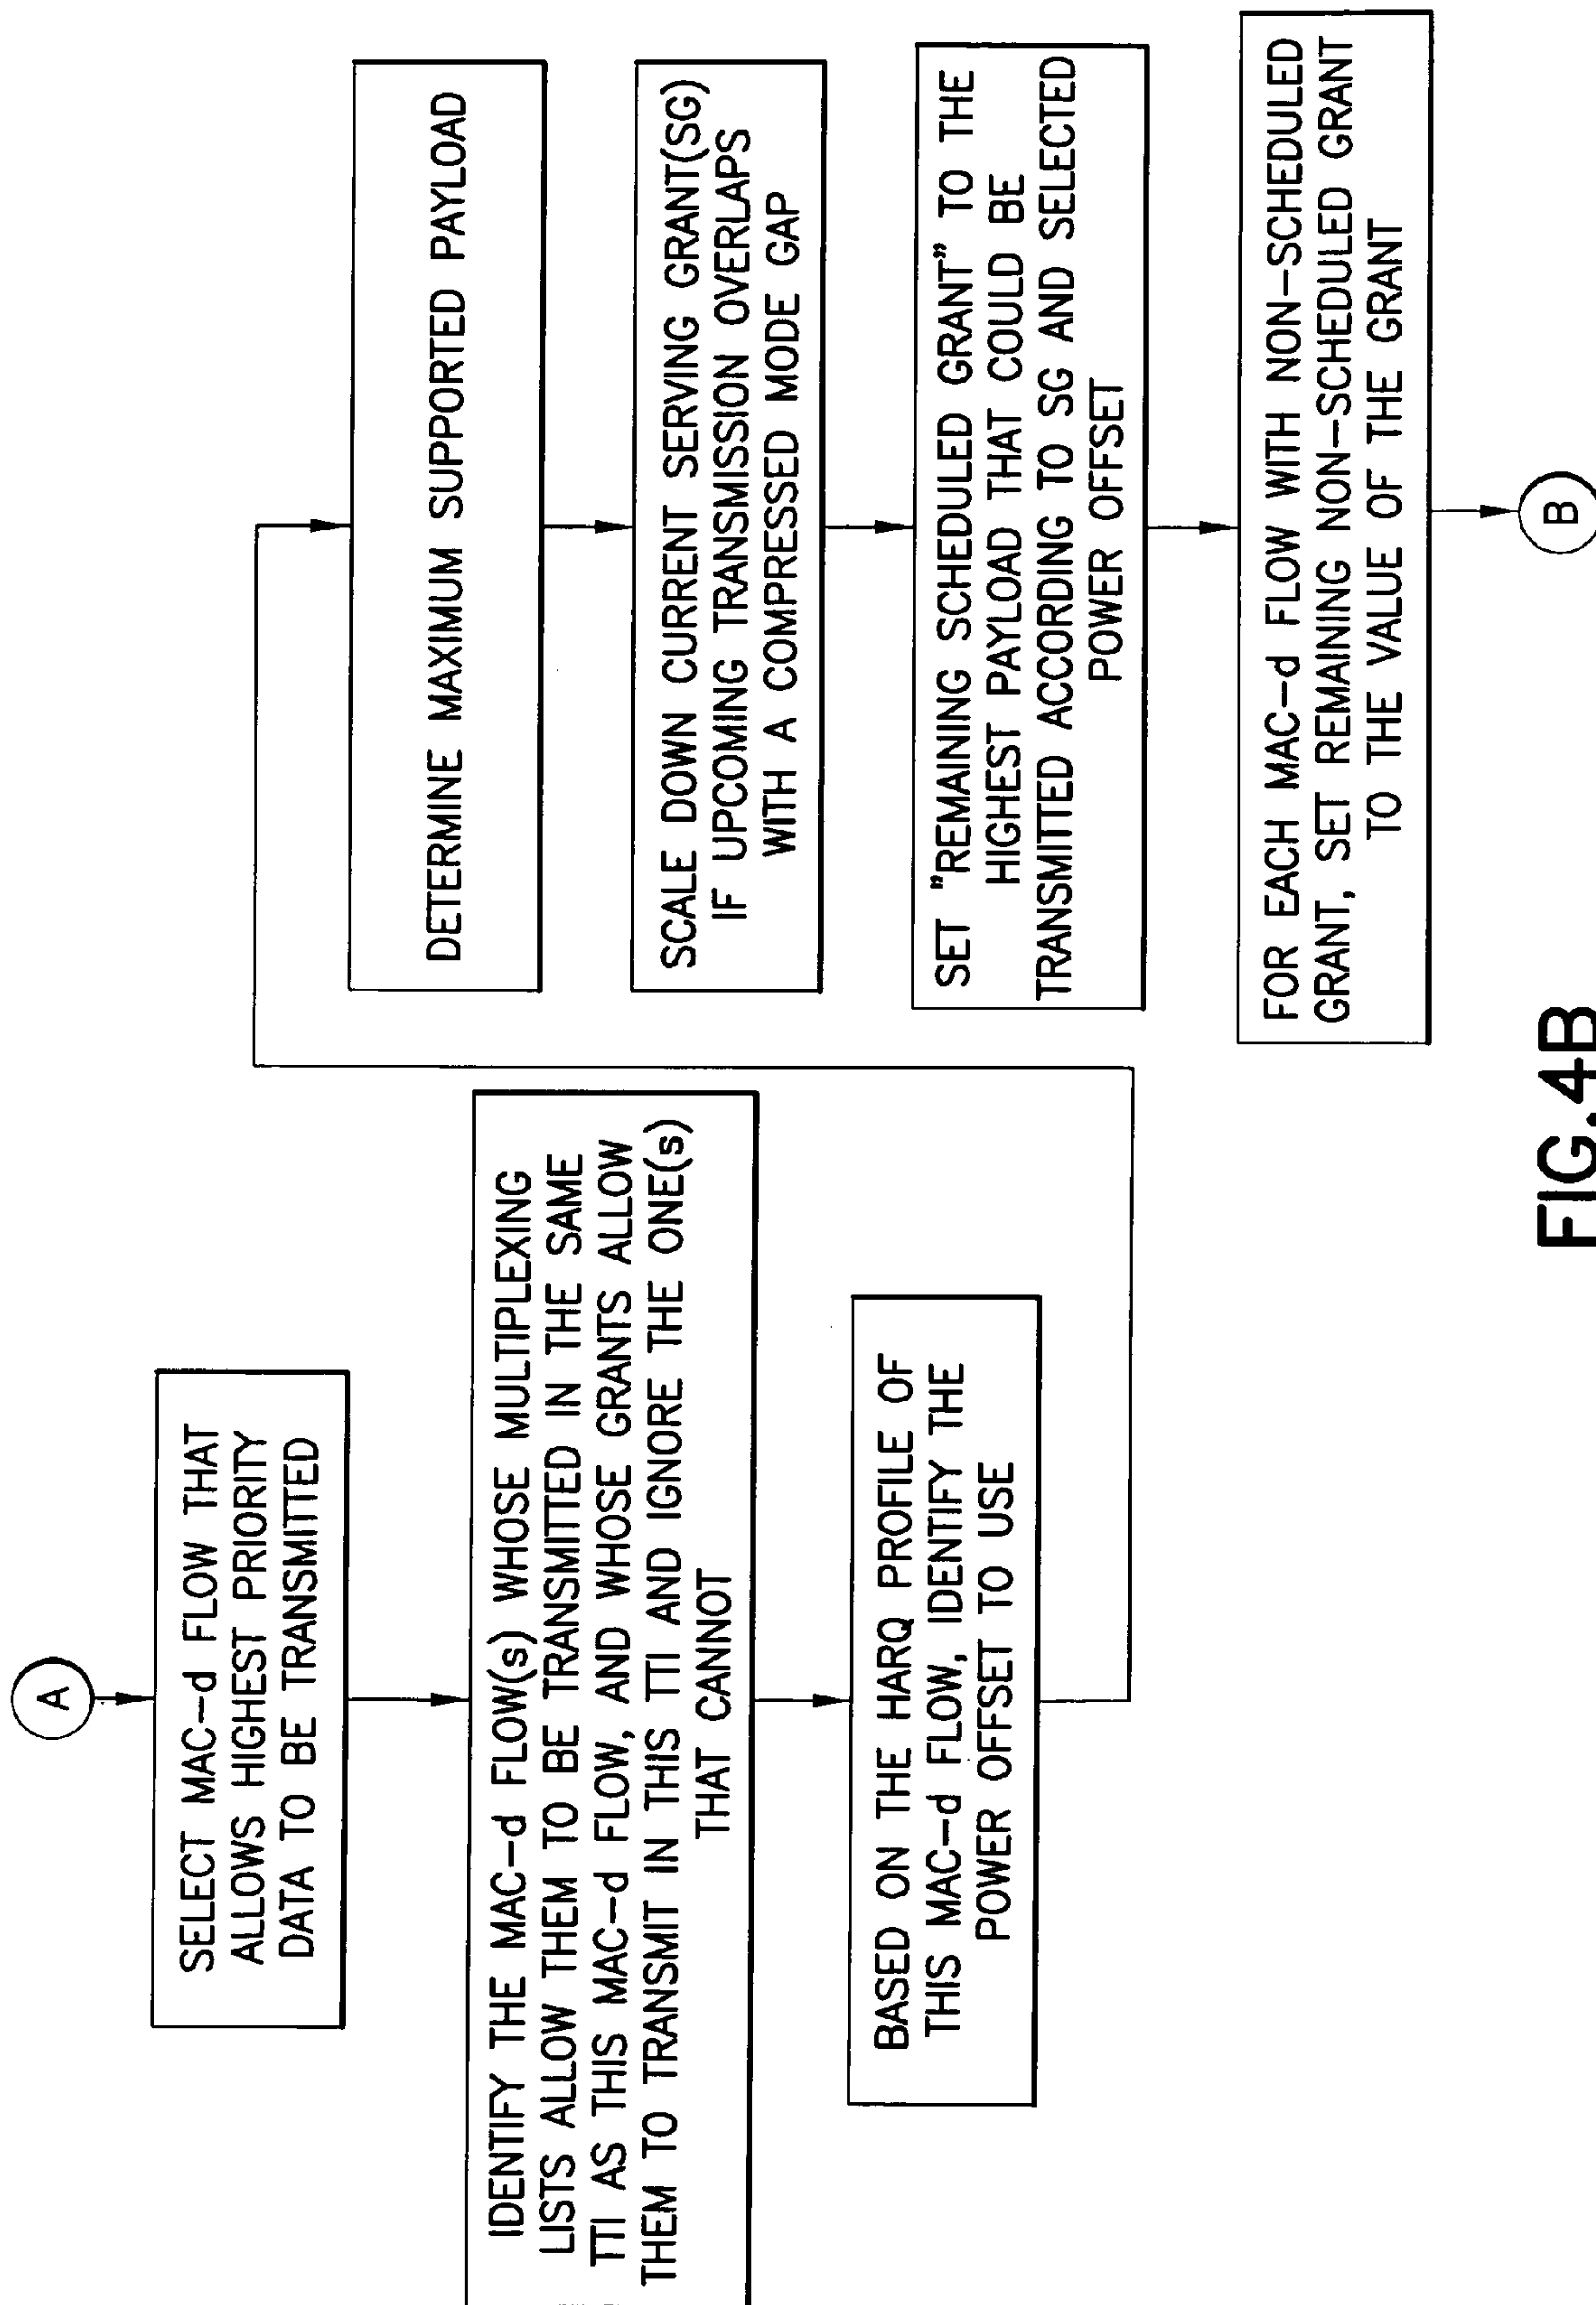 A
SELECT MAC-d FLOW THAT
ALLOWS HIGHEST PRIORITY
DATA TO BE TRANSMITTED
IDENTIFY THE MAC-d FLOW(s) WHOSE MULTIPLEXING
LISTS ALLOW THEM TO BE TRANSMITTED IN THE SAME
TTI AS THIS MAC-d FLOW, AND WHOSE GRANTS ALLOW
THEM TO TRANSMIT IN THIS TTI AND IGNORE THE ONE(s)
THAT CANNOT
BASED ON THE HARQ PROFILE OF
THIS MAC-d FLOW, IDENTIFY THE
POWER OFFSET TO USE
DETERMINE MAXIMUM SUPPORTED PAYLOAD
SCALE DOWN CURRENT SERVING GRANT(SG)
IF UPCOMING TRANSMISSION OVERLAPS
WITH A COMPRESSED MODE GAP
SET "REMAINING SCHEDULED GRANT" TO THE
HIGHEST PAYLOAD THAT COULD BE
TRANSMITTED ACCORDING TO SG AND SELECTED
POWER OFFSET
FOR EACH MAC-d FLOW WITH NON-SCHEDULED
GRANT, SET REMAINING NON-SCHEDULED GRANT
TO THE VALUE OF THE GRANT
B
FIG.4B